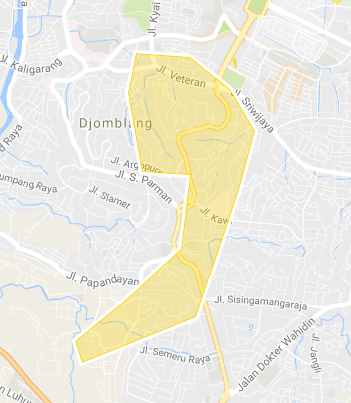 Jl. Kyai
Jl. Kaligarang
Jl. Veteran
Jl. Sriwijaya
Djomblang
Raya
Jl. Argopuro
Jl. S. Parman
umpang Raya
Jl. Slamet
Jl. Kawi
Jl. Papandayan
Jl. Sisingamangaraja
Jl. Jangli
Jalan Dokter Wahidin
Jl. Semeru Raya
n Luhur